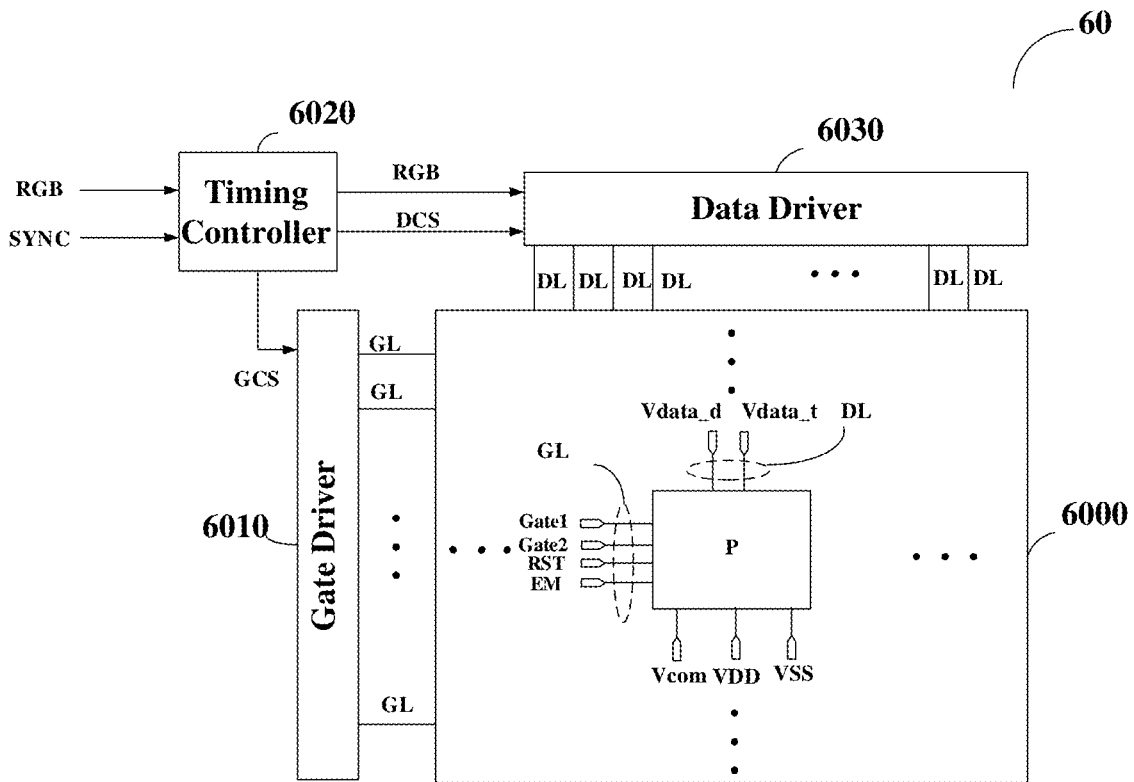 60
6020
6030
RGB
SYNC
Timing
Controller
RGB
DCS
Data Driver
DL DL DL DL DL DL
GCS
GL
GL
GL
Gate Driver
6010
Vdata_d Vdata_t DL
GL
Gate1
Gate2
RST
EM
P
6000
Vcom VDD VSS